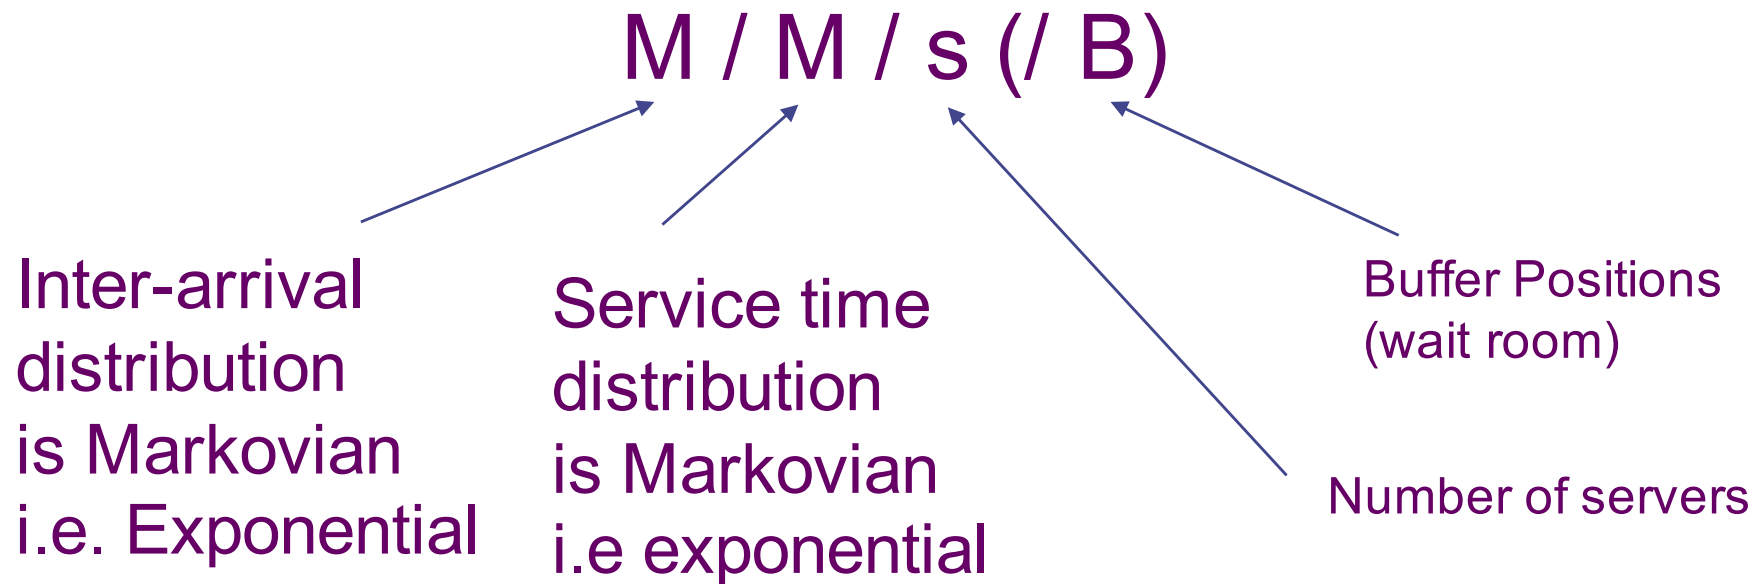 M / M / s (/ B)
Inter-arrival
distribution
is Markovian
i.e. Exponential
Service time
distribution
is Markovian
i.e exponential
Buffer Positions
(wait room)
Number of servers